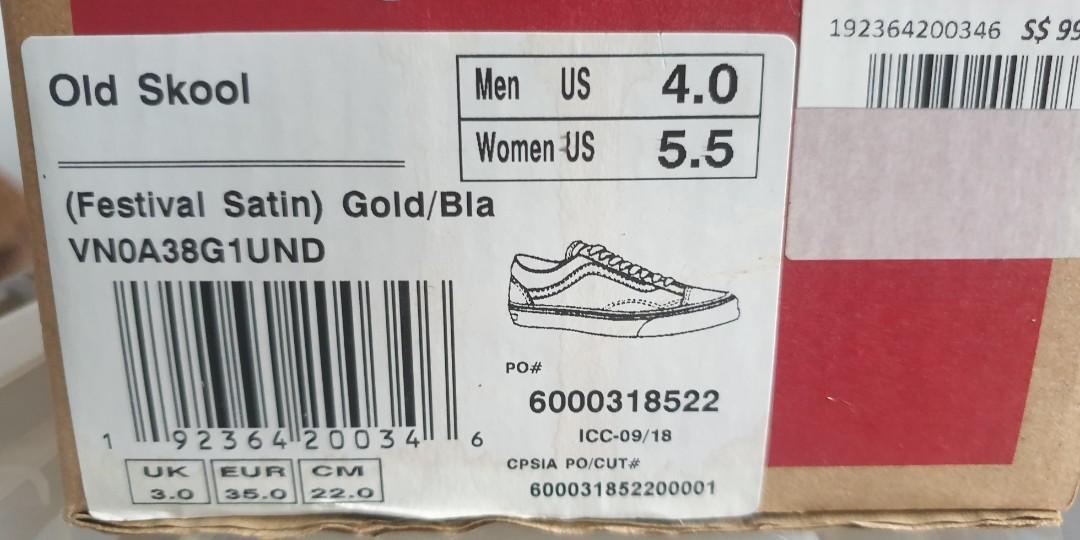 192364200346 S$ 99
Old Skool
Men US 4.0
Women US 5.5
(Festival Satin) Gold/Bla
VN0A38G1UND
1 92364 20034 6
PO#
6000318522
ICC-09/18
CPSIA PO/CUT#
600031852200001
UK EUR CM
3.0 35.0 22.0